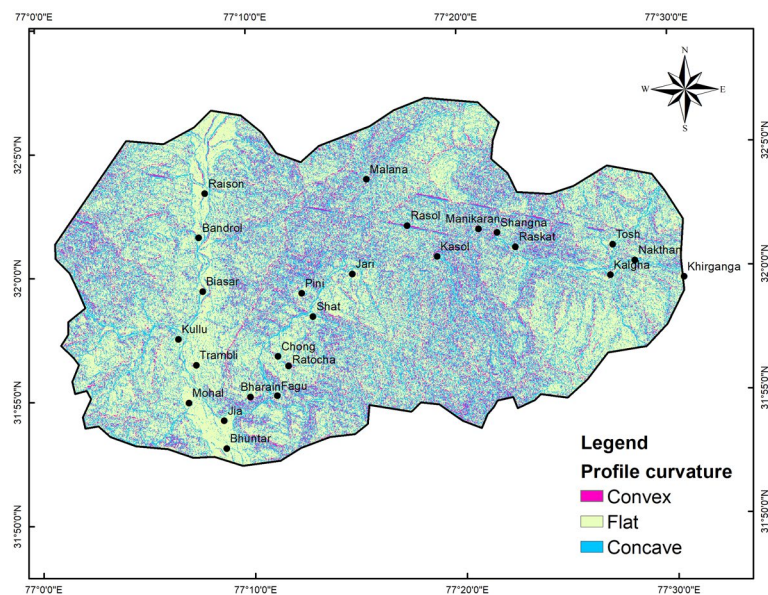 77°0'0"E 77°10'0"E 77°20'0"E 77°30'0"E
N
W E
S
32°5'0"N 32°5'0"N
Malana
Raison
Rasol Manikaran Shangna
Bandrol
Raskat Tosh
Kasol Nakthan
Jari Kalgha Khirganga
32°0'0"N 32°0'0"N
Biasar Pini
Shat
Kullu
Chong
Trambli Ratocha
Bharain Fagu
Mohal
31°55'0"N 31°55'0"N
Jia
Bhuntar
Legend
Profile curvature
Convex
Flat
Concave
31°50'0"N 31°50'0"N
77°0'0"E 77°10'0"E 77°20'0"E 77°30'0"E